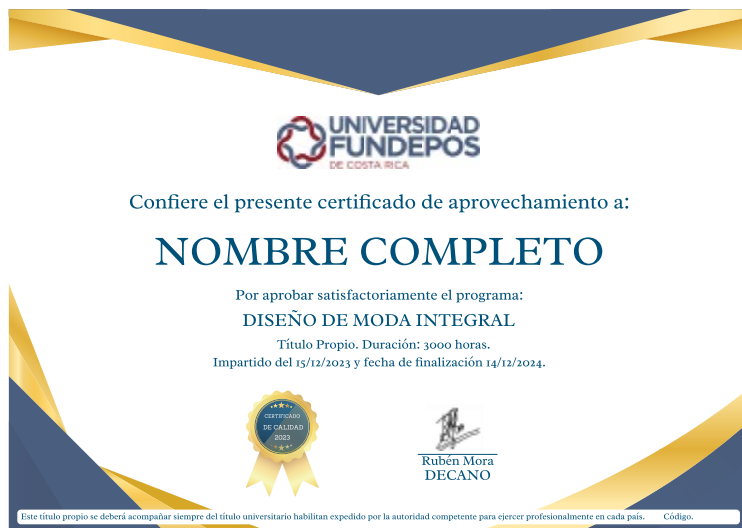 UNIVERSIDAD
FUNDEPOS
DE COSTA RICA
Confiere el presente certificado de aprovechamiento a:
NOMBRE COMPLETO
Por aprobar satisfactoriamente el programa:
DISEÑO DE MODA INTEGRAL
Título Propio. Duración: 3000 horas.
Impartido del 15/12/2023 y fecha de finalización 14/12/2024.
CERTIFICADO
DE CALIDAD
2023
Rubén Mora
DECANO
Este título propio se deberá acompañar siempre del título universitario habilitan expedido por la autoridad competente para ejercer profesionalmente en cada país. Código.